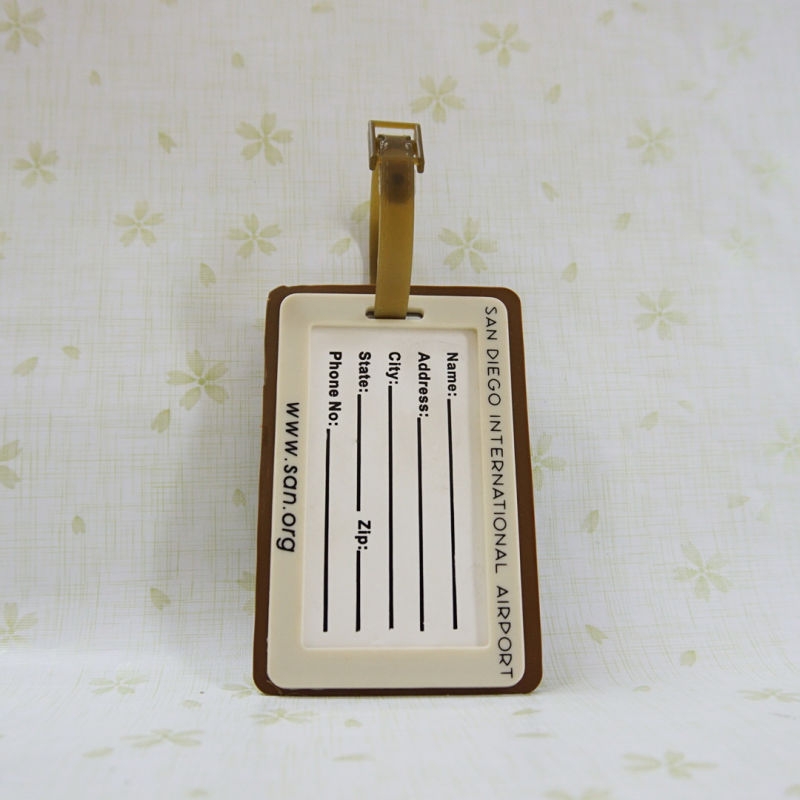 SAN DIEGO INTERNATIONAL AIRPORT
Name:
Address:
City:
State: Zip:
Phone No:
www.san.org